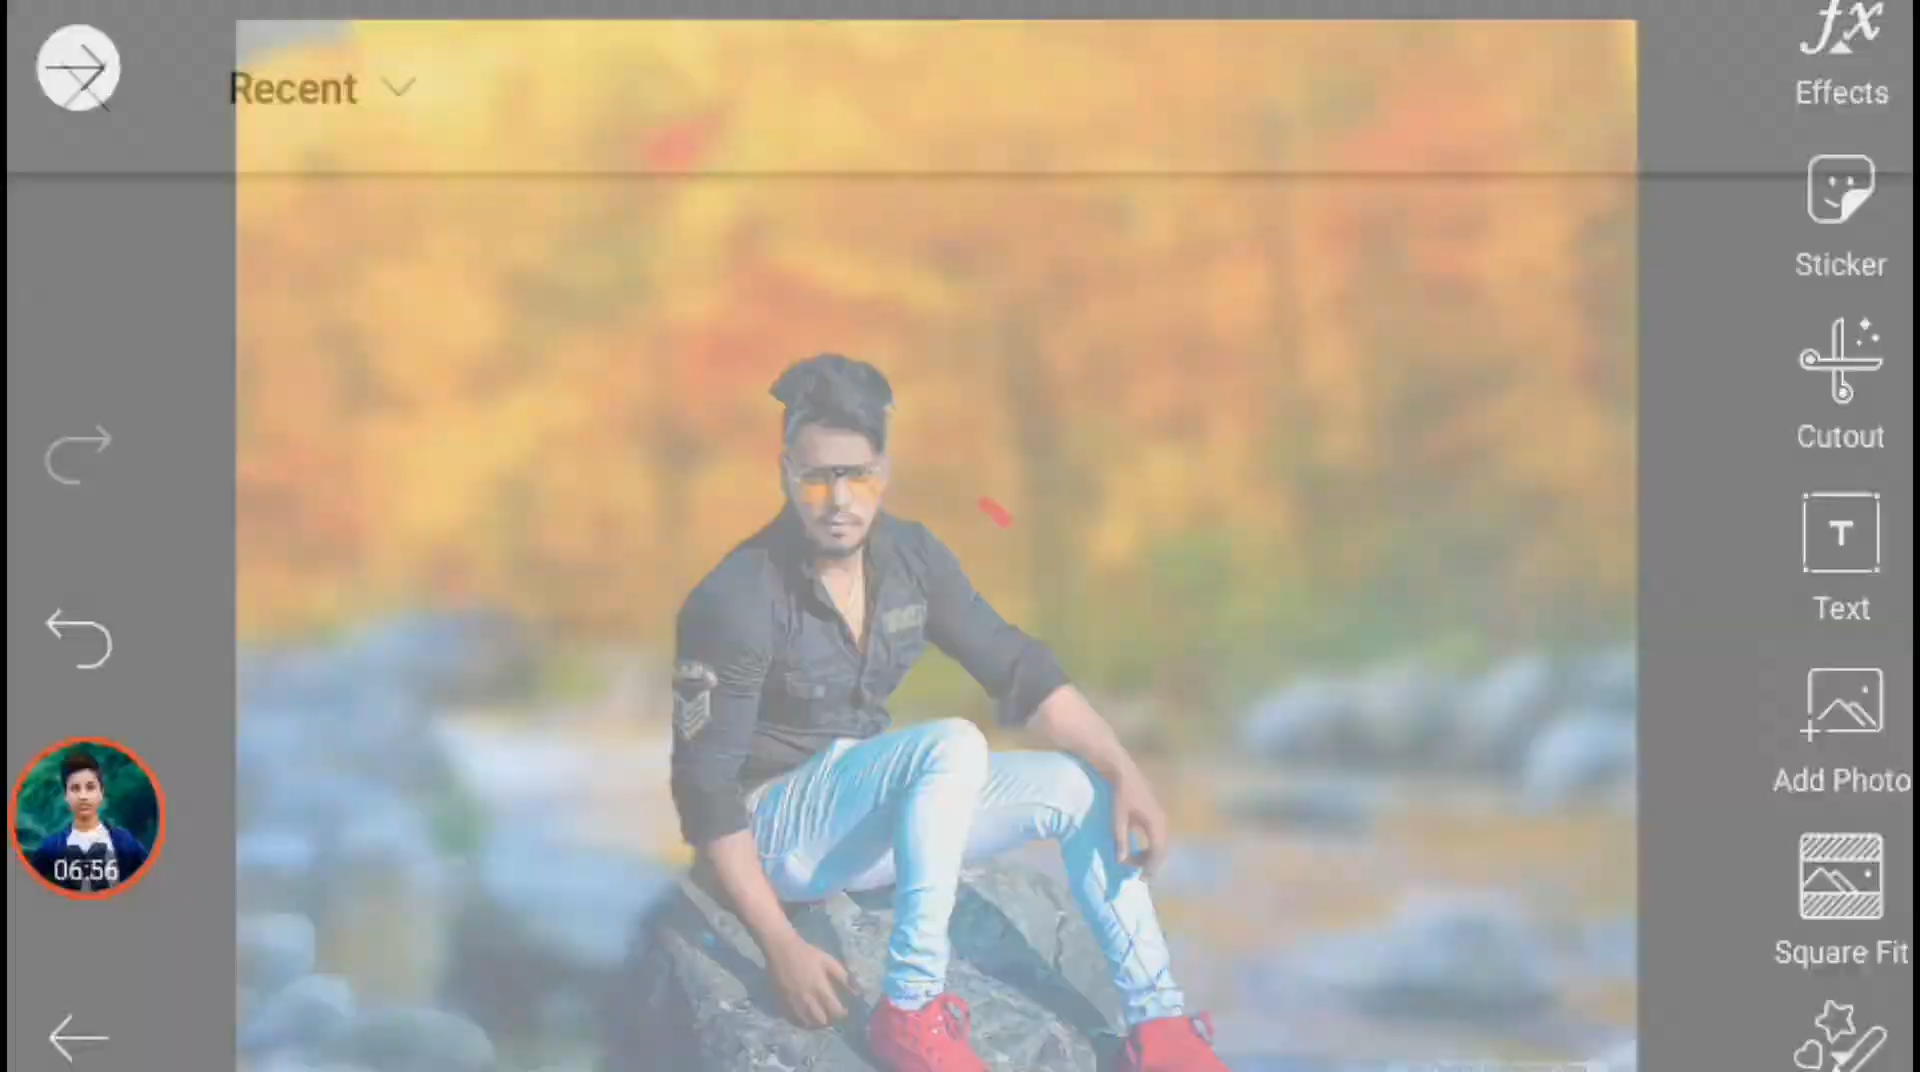 Recent
Effects
Sticker
Cutout
Text
Add Photo
Square Fit
06:56